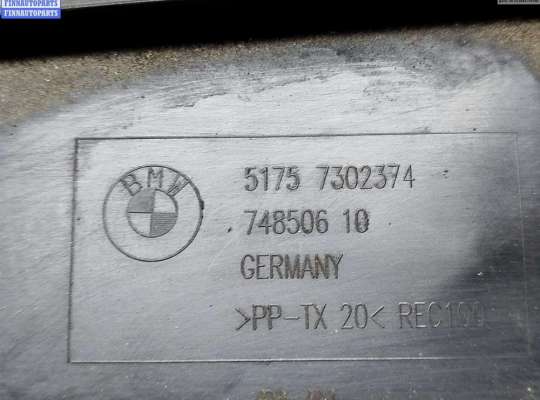 FINNAUTOPARTS
FINNAUTOPARTS
BMW
5175 7302374
748506 10
GERMANY
>PP-TX 20< REC100